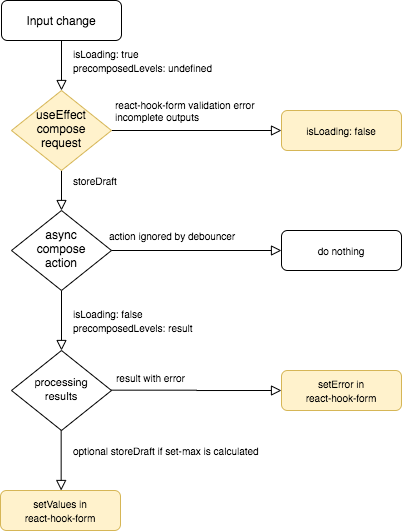 Input change
isLoading: true
precomposedLevels: undefined
useEffect
compose
request
react-hook-form validation error
incomplete outputs
isLoading: false
storeDraft
async
compose
action
action ignored by debouncer
do nothing
isLoading: false
precomposedLevels: result
processing
results
result with error
setError in
react-hook-form
optional storeDraft if set-max is calculated
setValues in
react-hook-form